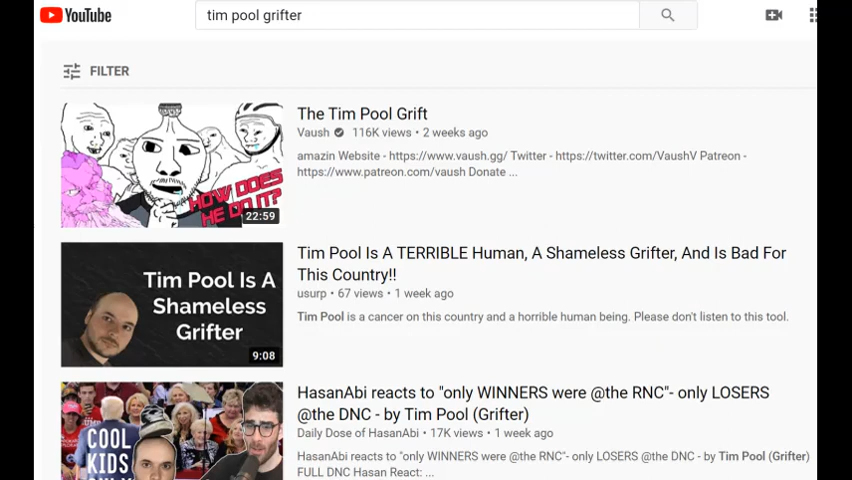 YouTube
tim pool grifter
FILTER
The Tim Pool Grift
Vaush 116K views • 2 weeks ago
amazin Website - https://www.vaush.gg/ Twitter - https://twitter.com/VaushV Patreon -
https://www.patreon.com/vaush Donate ...
HOW DOES
HE DO IT?
22:59
Tim Pool Is A TERRIBLE Human, A Shameless Grifter, And Is Bad For
This Country!!
usurp • 67 views • 1 week ago
Tim Pool is a cancer on this country and a horrible human being. Please don't listen to this tool.
Tim Pool Is A
Shameless
Grifter
9:08
HasanAbi reacts to "only WINNERS were @the RNC"- only LOSERS
@the DNC - by Tim Pool (Grifter)
Daily Dose of HasanAbi • 17K views • 1 week ago
HasanAbi reacts to "only WINNERS were @the RNC"- only LOSERS @the DNC - by Tim Pool (Grifter)
FULL DNC Hasan React: ...
COOL
KIDS
ONLY